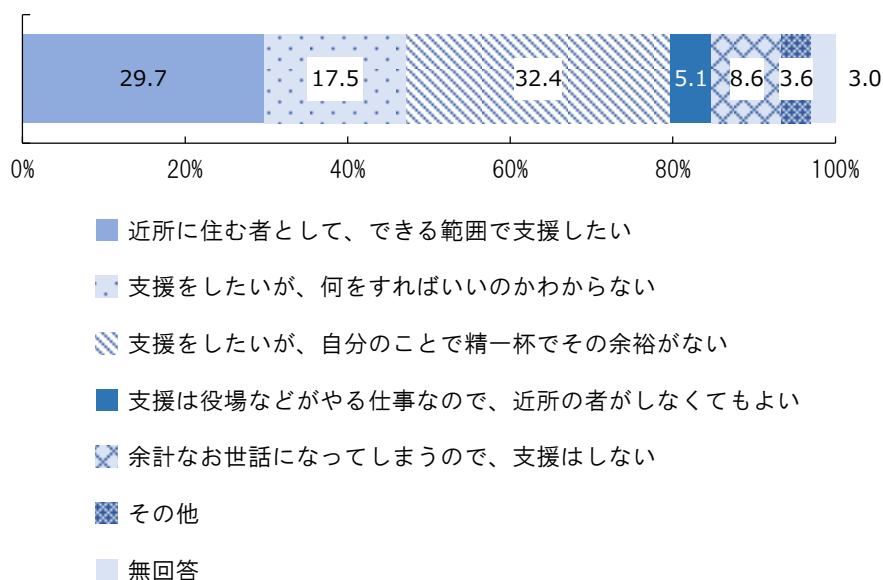 29.7 17.5 32.4 5.1 8.6 3.6 3.0
0% 20% 40% 60% 80% 100%
近所に住む者として、できる範囲で支援したい
支援をしたいが、何をすればいいのかわからない
支援をしたいが、自分のことで精一杯でその余裕がない
支援は役場などがやる仕事なので、近所の者がしなくてもよい
余計なお世話になってしまうので、支援はしない
その他
無回答